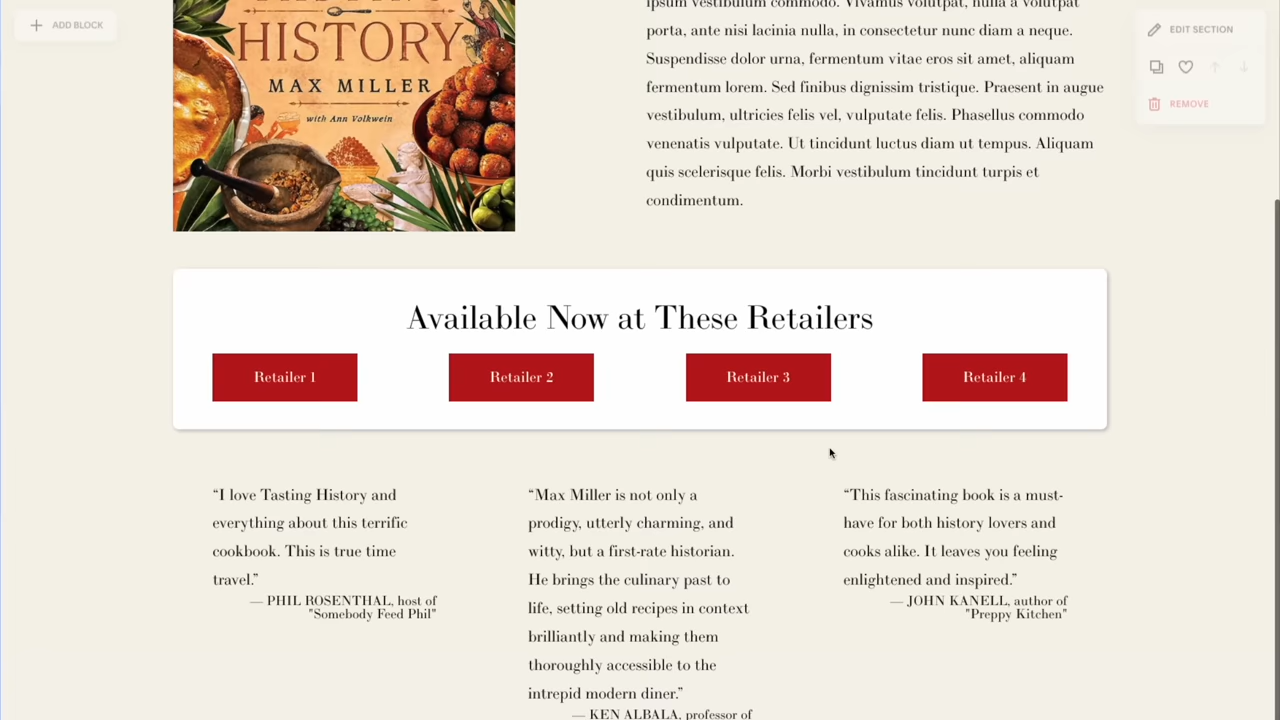 ADD BLOCK
HISTORY
MAX MILLER
with Ann Volkwein
ipsum vestibulum commodo. Vivamus volutpat, nulla a volutpat
porta, ante nisi lacinia nulla, in consectetur nunc diam a neque.
Suspendisse dolor urna, fermentum vitae eros sit amet, aliquam
fermentum lorem. Sed finibus dignissim tristique. Praesent in augue
vestibulum, ultricies felis vel, vulputate felis. Phasellus commodo
venenatis vulputate. Ut tincidunt luctus diam ut tempus. Aliquam
quis scelerisque felis. Morbi vestibulum tincidunt turpis et
condimentum.
EDIT SECTION
REMOVE
Available Now at These Retailers
Retailer 1
Retailer 2
Retailer 3
Retailer 4
“I love Tasting History and
everything about this terrific
cookbook. This is true time
travel.”
— PHIL ROSENTHAL, host of
"Somebody Feed Phil"
“Max Miller is not only a
prodigy, utterly charming, and
witty, but a first-rate historian.
He brings the culinary past to
life, setting old recipes in context
brilliantly and making them
thoroughly accessible to the
intrepid modern diner.”
— KEN ALBALA, professor of
“This fascinating book is a must-
have for both history lovers and
cooks alike. It leaves you feeling
enlightened and inspired.”
— JOHN KANELL, author of
"Preppy Kitchen"